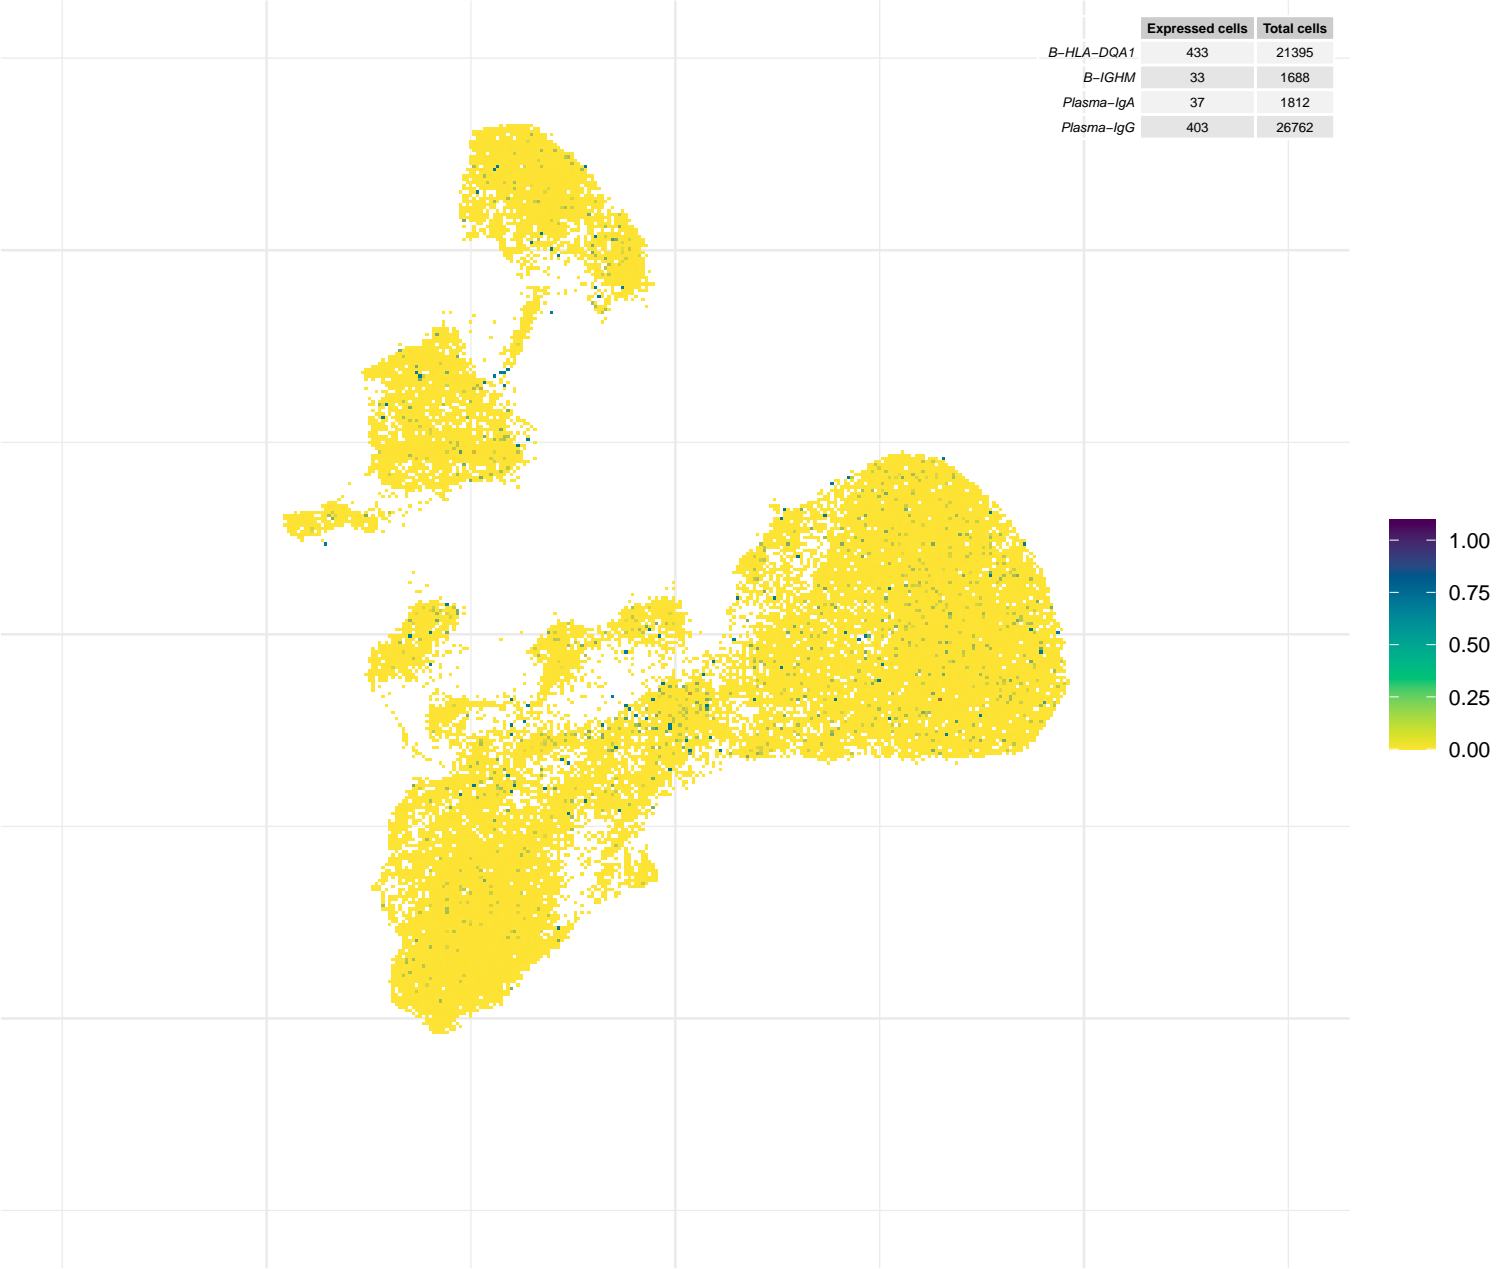 Expressed cells Total cells
B−HLA−DQA1 433 21395
B−IGHM 33 1688
Plasma−IgA 37 1812
Plasma−IgG 403 26762
1.00
0.75
0.50
0.25
0.00